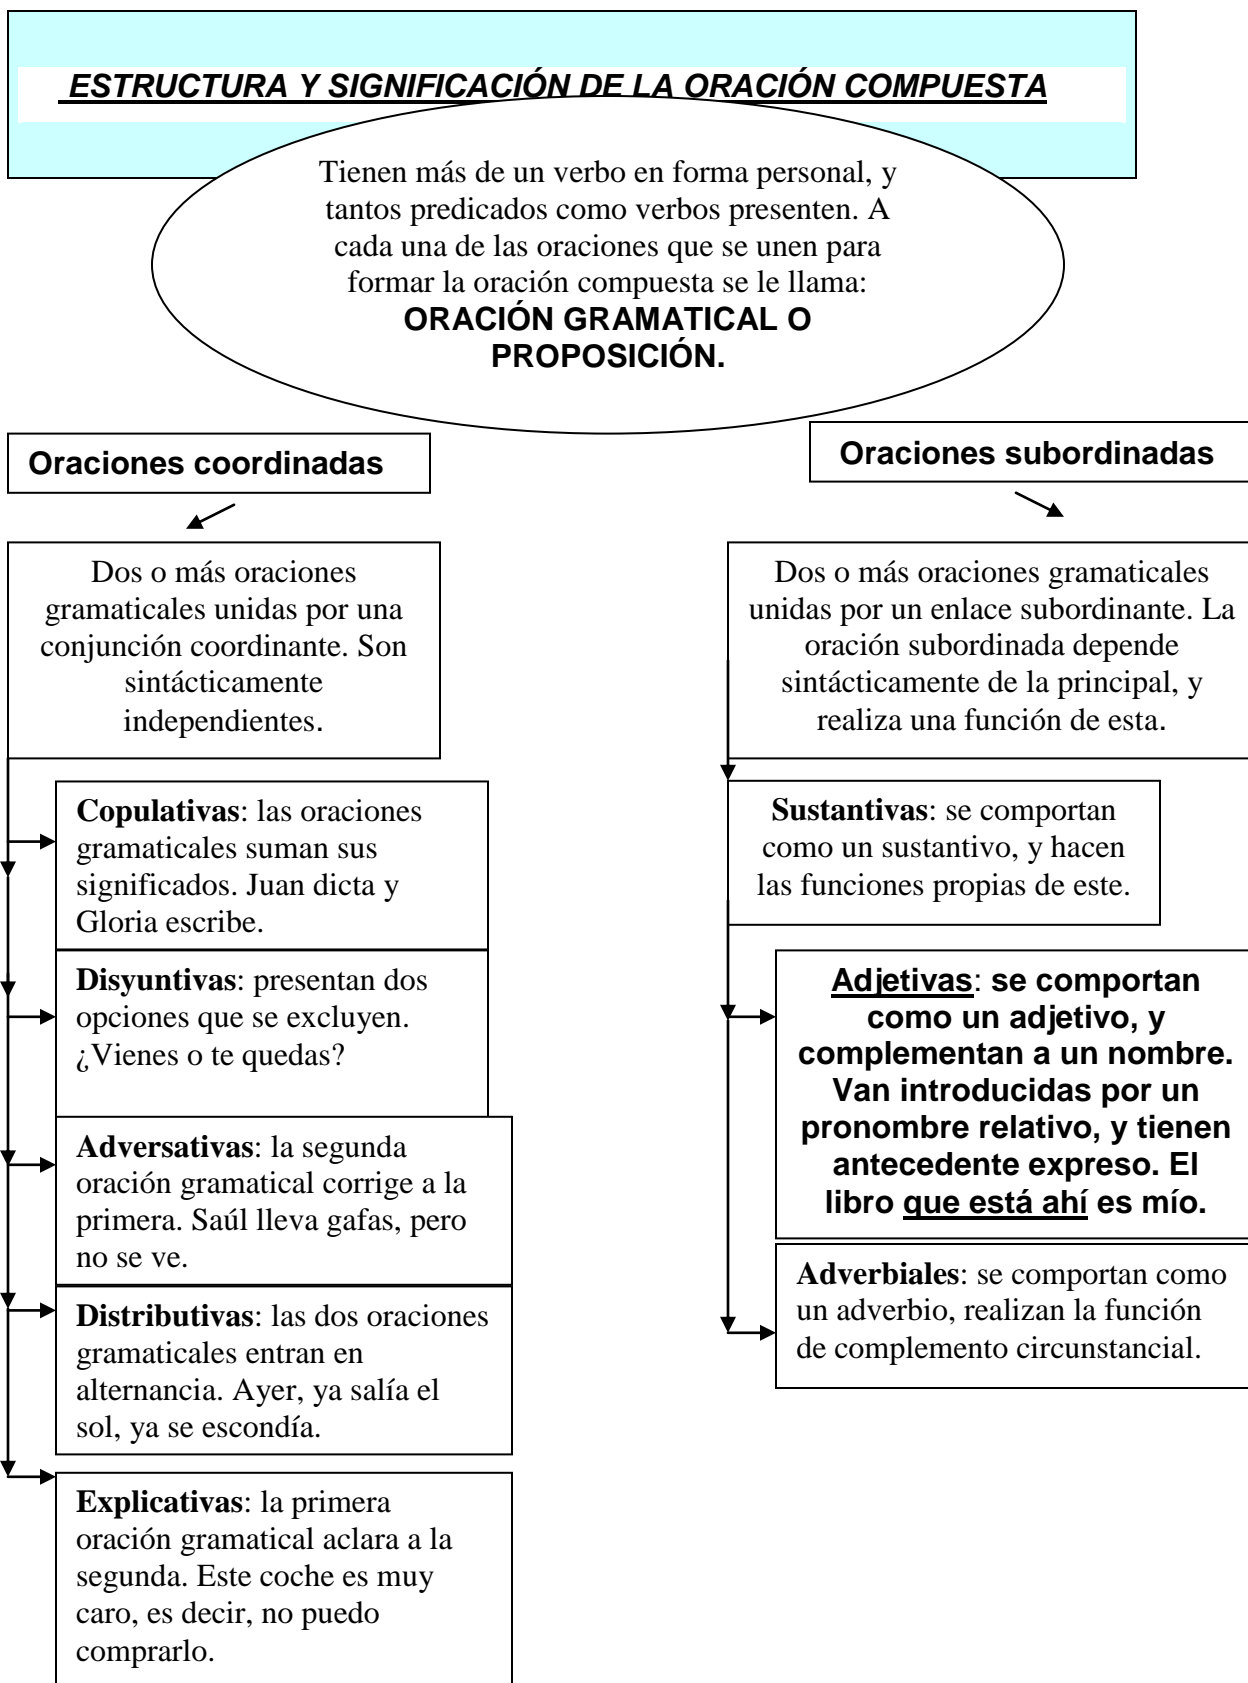 ESTRUCTURA Y SIGNIFICACIÓN DE LA ORACIÓN COMPUESTA
Tienen más de un verbo en forma personal, y
tantos predicados como verbos presenten. A
cada una de las oraciones que se unen para
formar la oración compuesta se le llama:
ORACIÓN GRAMATICAL O
PROPOSICIÓN.
Oraciones coordinadas
Dos o más oraciones
gramaticales unidas por una
conjunción coordinante. Son
sintácticamente
independientes.
Copulativas: las oraciones
gramaticales suman sus
significados. Juan dicta y
Gloria escribe.
Disyuntivas: presentan dos
opciones que se excluyen.
¿Vienes o te quedas?
Adversativas: la segunda
oración gramatical corrige a la
primera. Saúl lleva gafas, pero
no se ve.
Distributivas: las dos oraciones
gramaticales entran en
alternancia. Ayer, ya salía el
sol, ya se escondía.
Explicativas: la primera
oración gramatical aclara a la
segunda. Este coche es muy
caro, es decir, no puedo
comprarlo.
Oraciones subordinadas
Dos o más oraciones gramaticales
unidas por un enlace subordinante. La
oración subordinada depende
sintácticamente de la principal, y
realiza una función de esta.
Sustantivas: se comportan
como un sustantivo, y hacen
las funciones propias de este.
Adjetivas: se comportan
como un adjetivo, y
complementan a un nombre.
Van introducidas por un
pronombre relativo, y tienen
antecedente expreso. El
libro que está ahí es mío.
Adverbiales: se comportan como
un adverbio, realizan la función
de complemento circunstancial.